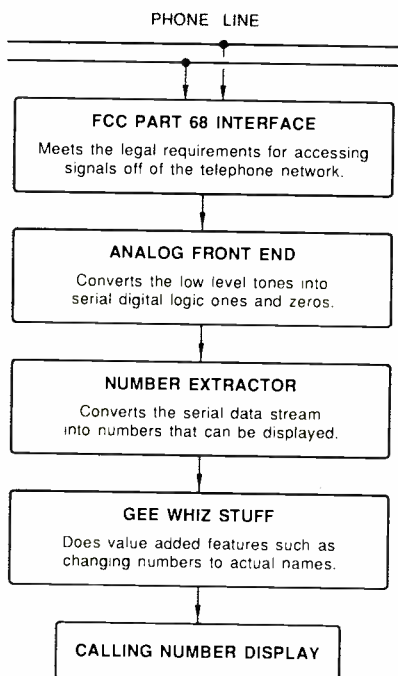 PHONE LINE
FCC PART 68 INTERFACE
Meets the legal requirements for accessing
signals off of the telephone network.
ANALOG FRONT END
Converts the low level tones into
serial digital logic ones and zeros.
NUMBER EXTRACTOR
Converts the serial data stream
into numbers that can be displayed.
GEE WHIZ STUFF
Does value added features such as
changing numbers to actual names.
CALLING NUMBER DISPLAY